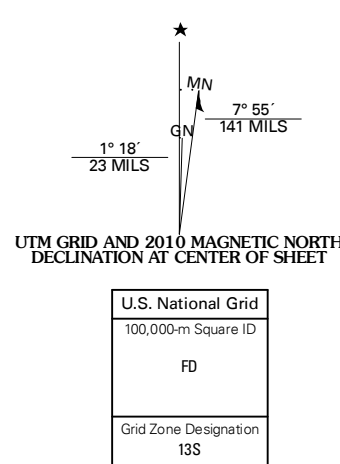 ★
MN
7° 55´
141 MILS
GN
1° 18´
23 MILS
UTM GRID AND 2010 MAGNETIC NORTH
DECLINATION AT CENTER OF SHEET
U.S. National Grid
100,000-m Square ID
FD
Grid Zone Designation
13S